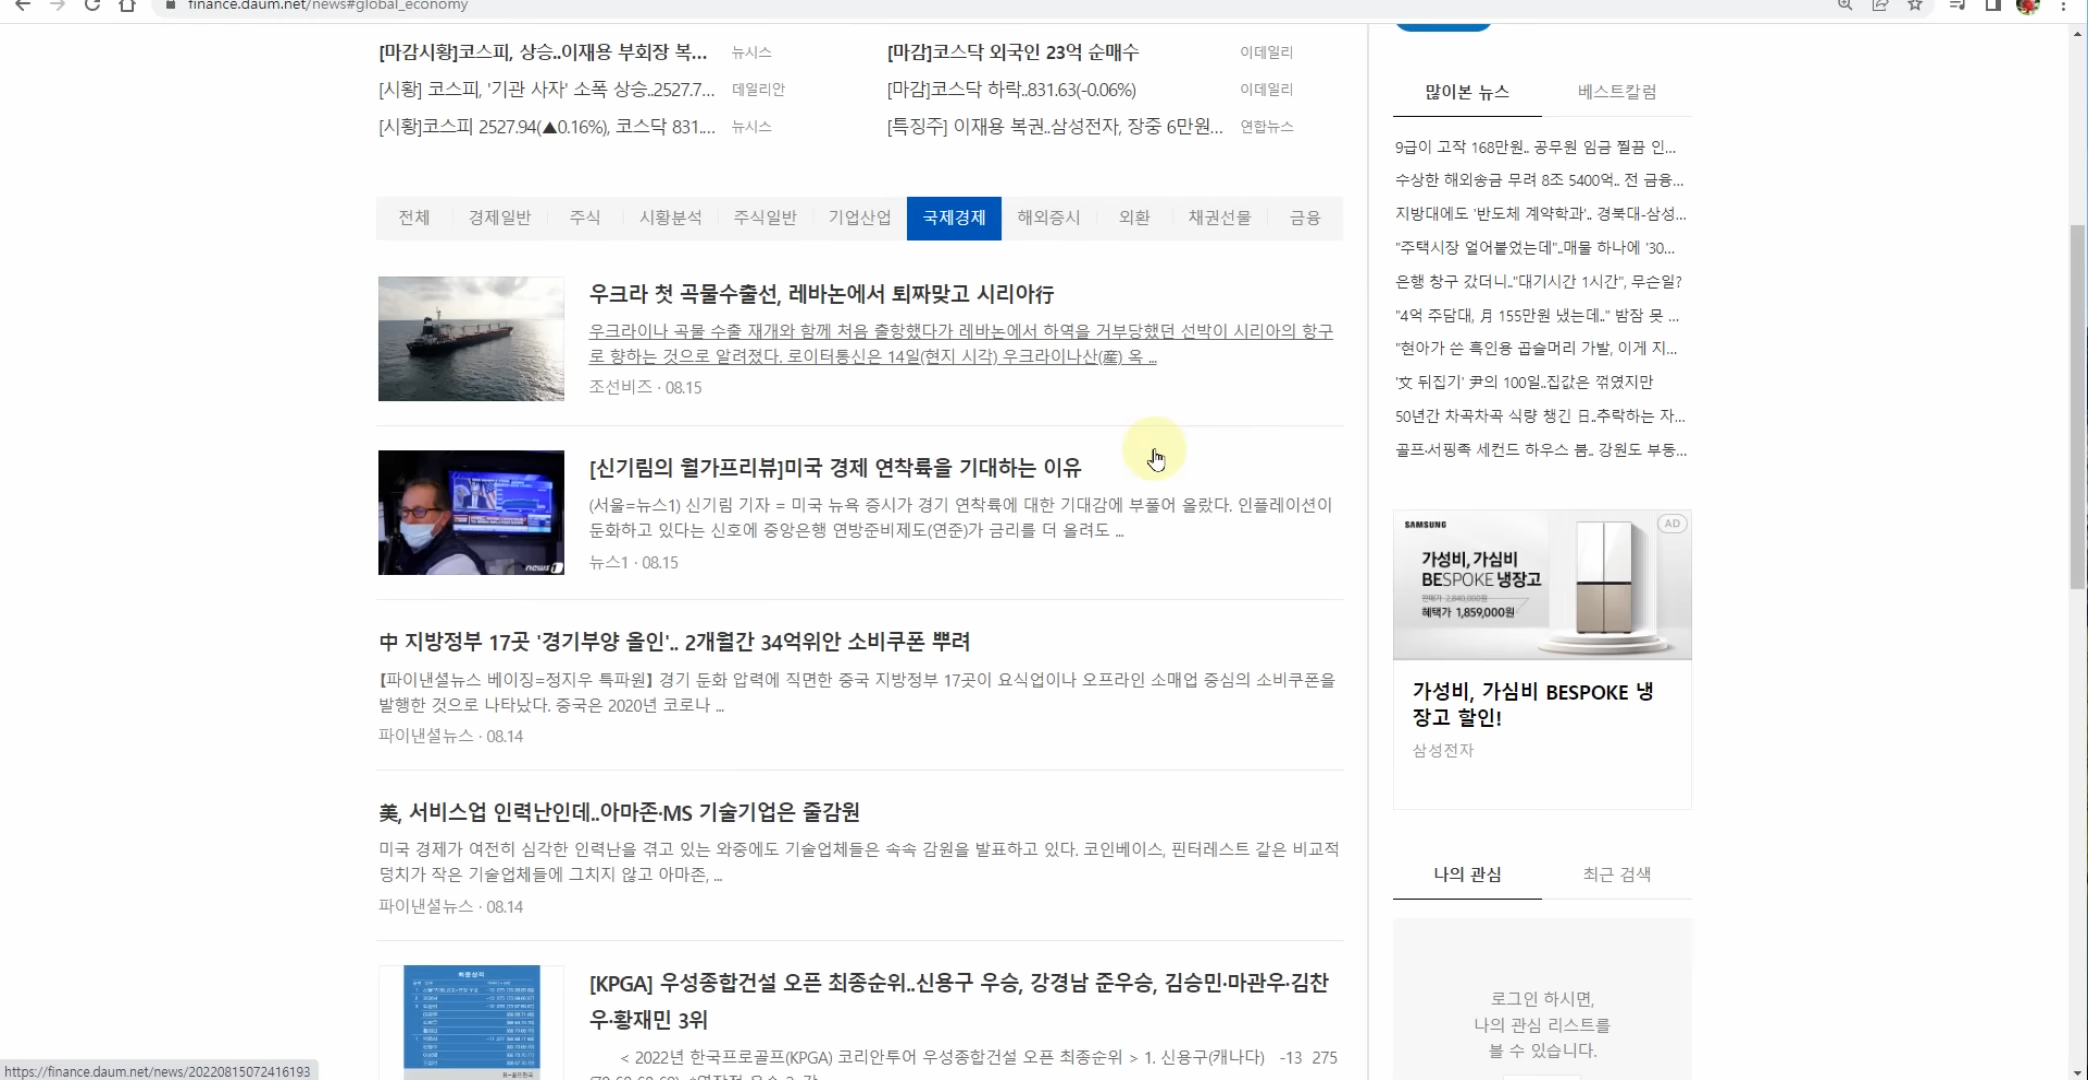 finance.daum.net/news#global_economy
[마감시황]코스피, 상승..이재용 부회장 복... 뉴시스
[시황] 코스피, '기관 사자' 소폭 상승..2527.7... 데일리안
[시황]코스피 2527.94(▲0.16%), 코스닥 831.... 뉴시스
[마감]코스닥 외국인 23억 순매수 이데일리
[마감]코스닥 하락..831.63(-0.06%) 이데일리
[특징주] 이재용 복권..삼성전자, 장중 6만원... 연합뉴스
전체 경제일반 주식 시황분석 주식일반 기업산업 국제경제 해외증시 외환 채권선물 금융
우크라 첫 곡물수출선, 레바논에서 퇴짜맞고 시리아行
우크라이나 곡물 수출 재개와 함께 처음 출항했다가 레바논에서 하역을 거부당했던 선박이 시리아의 항구
로 향하는 것으로 알려졌다. 로이터통신은 14일(현지 시각) 우크라이나산(産) 옥 ...
조선비즈 · 08.15
[신기림의 월가프리뷰]미국 경제 연착륙을 기대하는 이유
(서울=뉴스1) 신기림 기자 = 미국 뉴욕 증시가 경기 연착륙에 대한 기대감에 부풀어 올랐다. 인플레이션이
둔화하고 있다는 신호에 중앙은행 연방준비제도(연준)가 금리를 더 올려도 ...
뉴스1 · 08.15
news1
中 지방정부 17곳 '경기부양 올인'.. 2개월간 34억위안 소비쿠폰 뿌려
【파이낸셜뉴스 베이징=정지우 특파원】 경기 둔화 압력에 직면한 중국 지방정부 17곳이 요식업이나 오프라인 소매업 중심의 소비쿠폰을
발행한 것으로 나타났다. 중국은 2020년 코로나 ...
파이낸셜뉴스 · 08.14
美, 서비스업 인력난인데..아마존·MS 기술기업은 줄감원
미국 경제가 여전히 심각한 인력난을 겪고 있는 와중에도 기술업체들은 속속 감원을 발표하고 있다. 코인베이스, 핀터레스트 같은 비교적
덩치가 작은 기술업체들에 그치지 않고 아마존, ...
파이낸셜뉴스 · 08.14
최종성적
[KPGA] 우성종합건설 오픈 최종순위..신용구 우승, 강경남 준우승, 김승민·마관우·김찬
우·황재민 3위
< 2022년 한국프로골프(KPGA) 코리안투어 우성종합건설 오픈 최종순위 > 1. 신용구(캐나다) -13 275
많이본 뉴스 베스트칼럼
9급이 고작 168만원.. 공무원 임금 찔끔 인...
수상한 해외송금 무려 8조 5400억.. 전 금융...
지방대에도 '반도체 계약학과'.. 경북대-삼성...
"주택시장 얼어붙었는데"..매물 하나에 '30...
은행 창구 갔더니.."대기시간 1시간", 무슨일?
"4억 주담대, 月 155만원 냈는데.." 밤잠 못 ...
"현아가 쓴 흑인용 곱슬머리 가발, 이게 지...
'文 뒤집기' 尹의 100일..집값은 꺾였지만
50년간 차곡차곡 식량 챙긴 日..추락하는 자...
골프·서핑족 세컨드 하우스 붐.. 강원도 부동...
SAMSUNG
AD
가성비, 가심비
BESPOKE 냉장고
판매가 2,840,000원
혜택가 1,859,000원
가성비, 가심비 BESPOKE 냉
장고 할인!
삼성전자
나의 관심 최근 검색
로그인 하시면,
나의 관심 리스트를
볼 수 있습니다.
https://finance.daum.net/news/20220815072416193